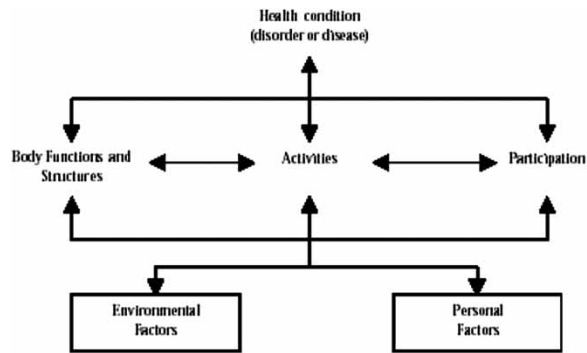 Health condition
(disorder or disease)
Body Functions and
Structures
Activities
Participation
Environmental
Factors
Personal
Factors